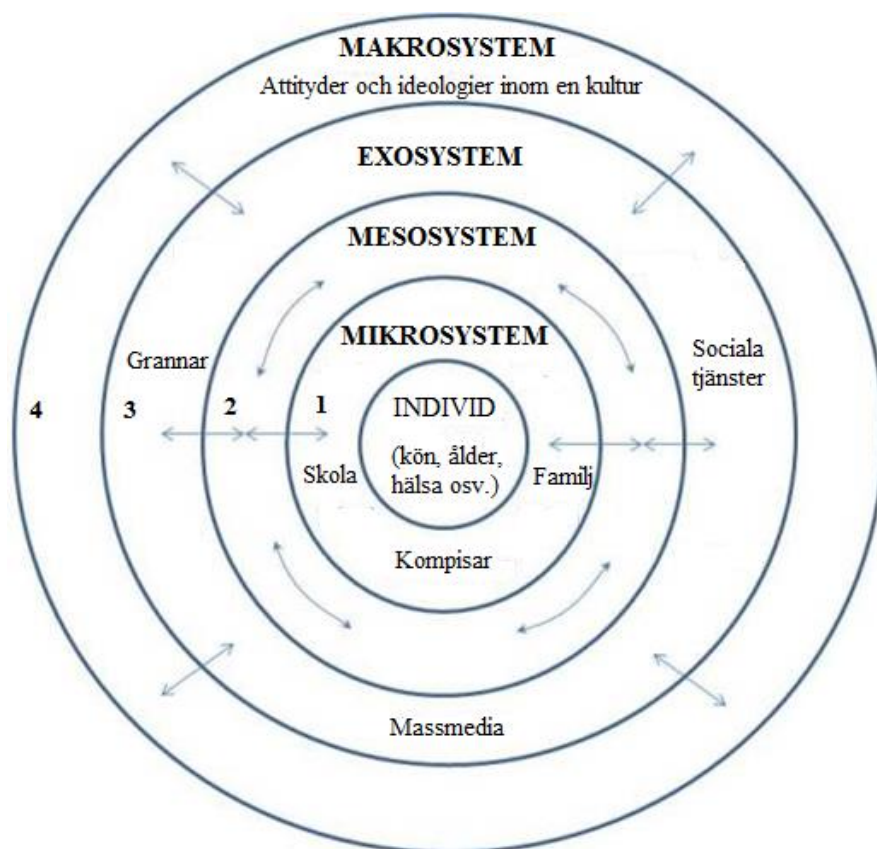 MAKROSYSTEM
Attityder och ideologier inom en kultur
EXOSYSTEM
MESOSYSTEM
MIKROSYSTEM
Grannar
Sociala
tjänster
4
3
2
1
INDIVID
(kön, ålder,
hälsa osv.)
Skola
Familj
Kompisar
Massmedia